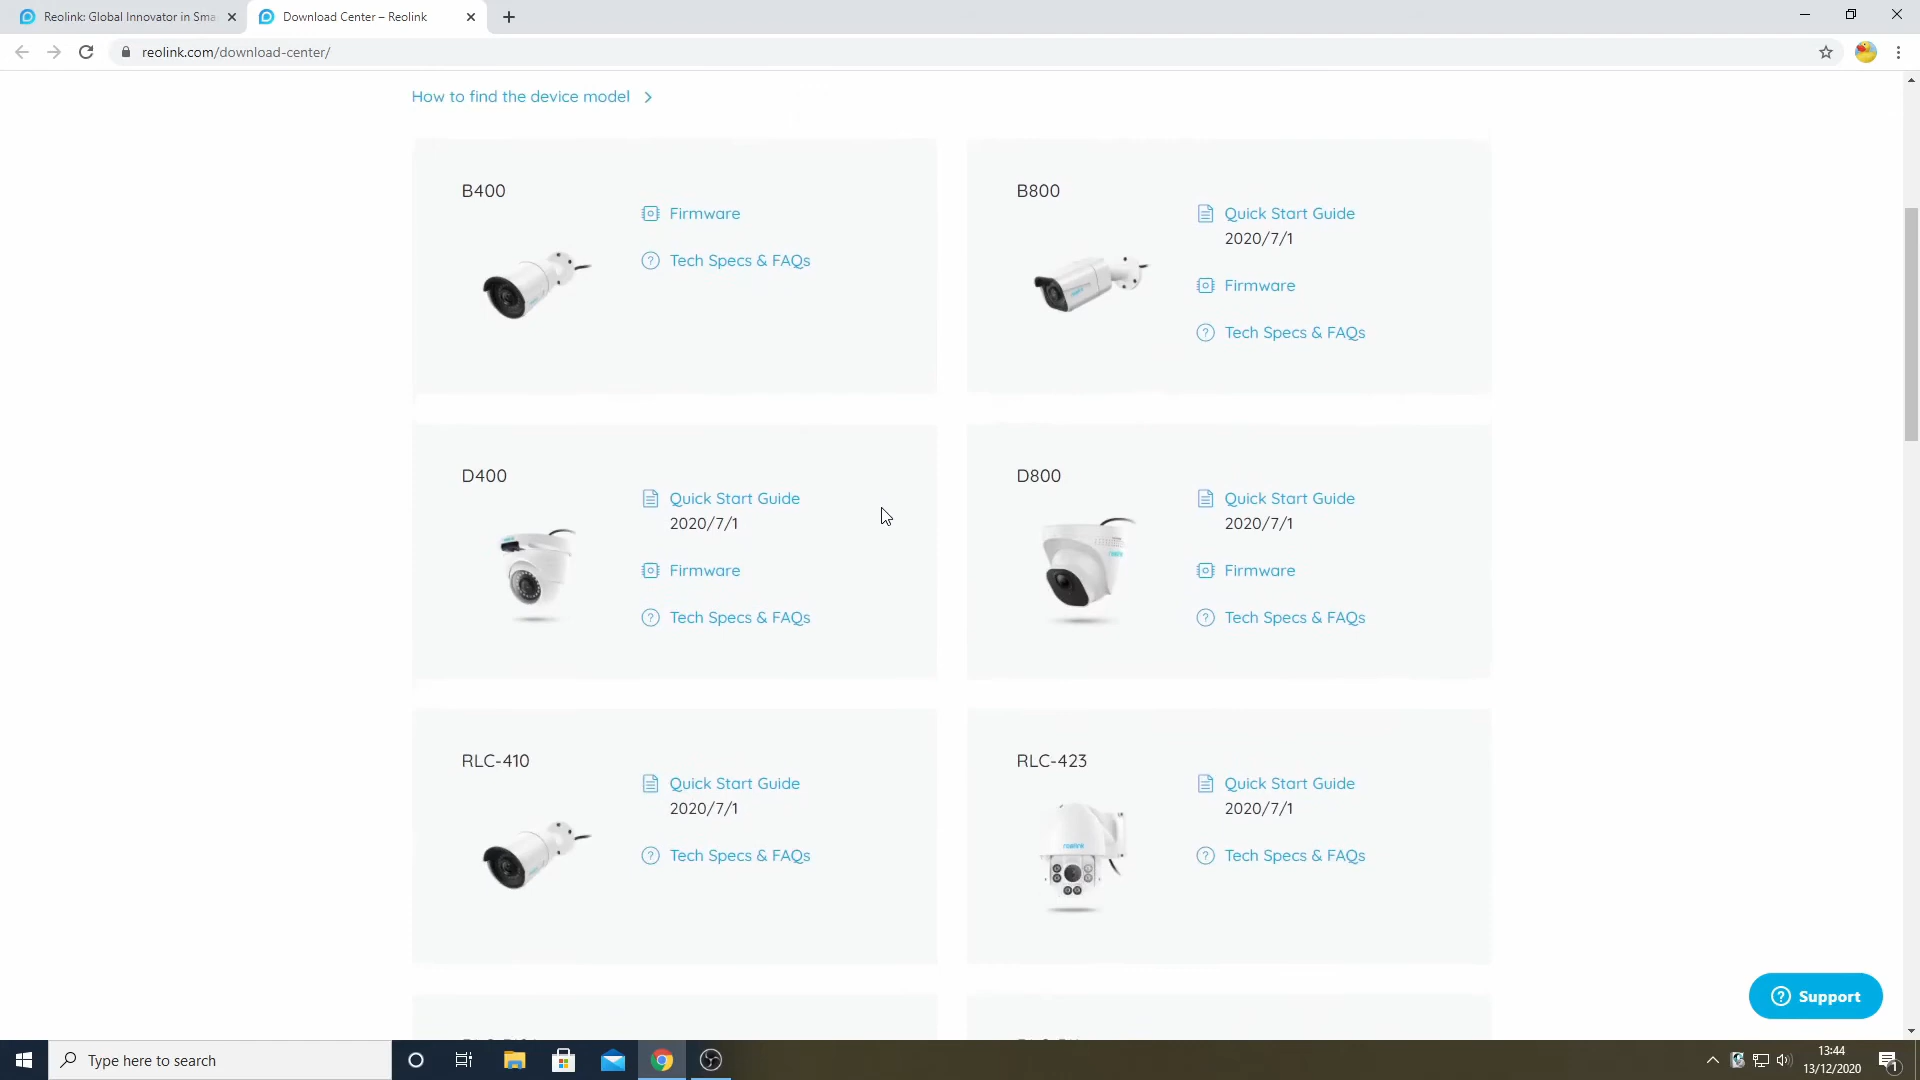 Reolink: Global Innovator in Sma
Download Center – Reolink
reolink.com/download-center/
How to find the device model
B400
Firmware
Tech Specs & FAQs
B800
Quick Start Guide
2020/7/1
Firmware
Tech Specs & FAQs
D400
Quick Start Guide
2020/7/1
Firmware
Tech Specs & FAQs
D800
Quick Start Guide
2020/7/1
Firmware
Tech Specs & FAQs
RLC-410
Quick Start Guide
2020/7/1
Tech Specs & FAQs
RLC-423
Quick Start Guide
2020/7/1
Tech Specs & FAQs
Support
Type here to search
13:44
13/12/2020
1